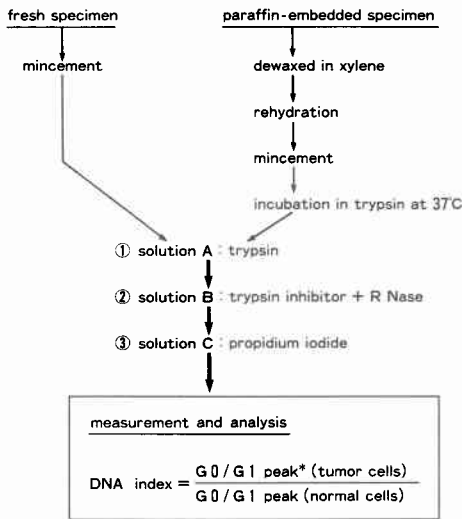 fresh specimen
paraffin-embedded specimen
mincement
dewaxed in xylene
rehydration
mincement
incubation in trypsin at 37℃
① solution A : trypsin
② solution B : trypsin inhibitor + R Nase
③ solution C : propidium iodide
measurement and analysis
DNA index = G0/G1 peak* (tumor cells)
G0/G1 peak (normal cells)